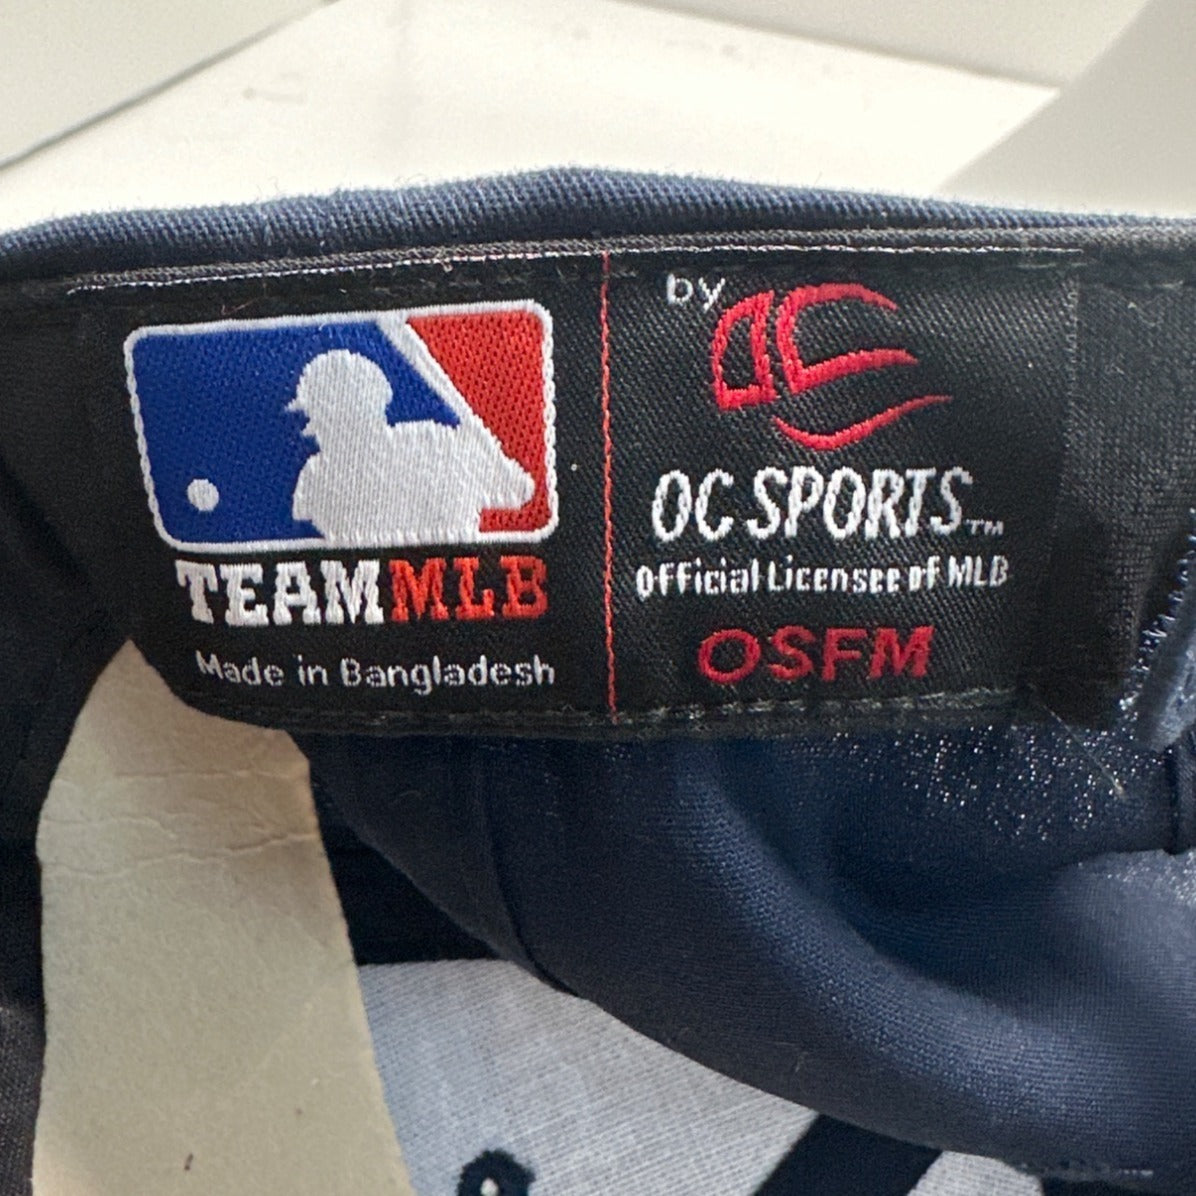 TEAMMLB
Made in Bangladesh
by
OC SPORTS™
Official Licensee of MLB
OSFM